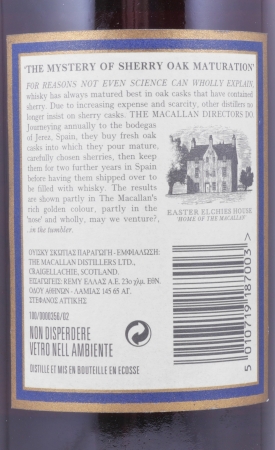 'THE MYSTERY OF SHERRY OAK MATURATION'
FOR REASONS NOT EVEN SCIENCE CAN WHOLLY EXPLAIN,
whisky has always matured best in oak casks that have contained
sherry. Due to increasing expense and scarcity, other distillers no
longer insist on sherry casks. THE MACALLAN DIRECTORS DO.
Journeying annually to the bodegas
of Jerez, Spain, they buy fresh oak
casks into which they pour mature,
carefully chosen sherries, then keep
them for two further years in Spain
before having them shipped over to
be filled with whisky. The results
are shown partly in The Macallan's
rich golden colour, partly in the
'nose' and wholly, may we venture?,
.in the tumbler.
EASTER ELCHIES HOUSE
'HOME OF THE MACALLAN'
ΟΥΙΣΚΥ ΣΚΩΤΙΑΣ ΠΑΡΑΓΩΓΗ - ΕΜΦΙΑΛΩΣΗ:
THE MACALLAN DISTILLERS LTD.,
CRAIGELLACHIE, SCOTLAND.
ΕΙΣΑΓΩΓΕΙΣ: ΚΕΜΥ ΕΛΛΑΣ Α.Ε. 23ο χλμ. ΕΘΝ.
ΟΔΟΥ ΑΘΗΝΩΝ - ΛΑΜΙΑΣ 145 65 ΑΓ.
ΣΤΕΦΑΝΟΣ ΑΤΤΙΚΗΣ
100/0000356/02
NON DISPERDERE
VETRO NELL AMBIENTE
DISTILLE ET MIS EN BOUTEILLE EN ECOSSE
5 010719 187003 >